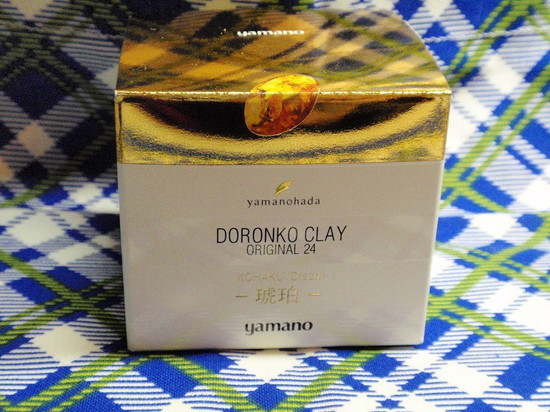 yamano
yamanohada
DORONKO CLAY
ORIGINAL 24
KOHAKU Cream
- 琥珀 -
yamano